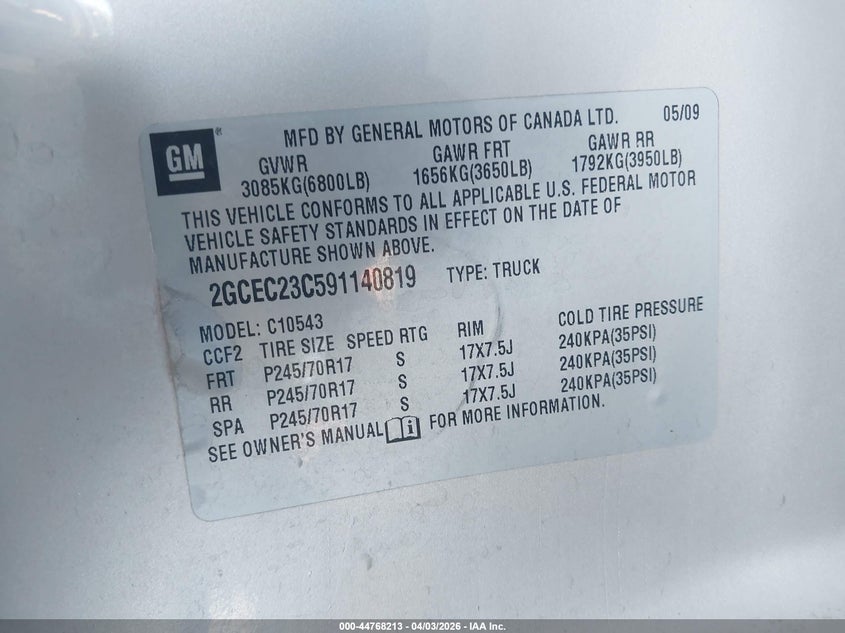 GM ®
MFD BY GENERAL MOTORS OF CANADA LTD. 05/09
GVWR GAWR FRT GAWR RR
3085KG(6800LB) 1656KG(3650LB) 1792KG(3950LB)
THIS VEHICLE CONFORMS TO ALL APPLICABLE U.S. FEDERAL MOTOR
VEHICLE SAFETY STANDARDS IN EFFECT ON THE DATE OF
MANUFACTURE SHOWN ABOVE.
2GCEC23C591140819 TYPE: TRUCK
MODEL: C10543
CCF2 TIRE SIZE SPEED RTG RIM COLD TIRE PRESSURE
FRT P245/70R17 S 17X7.5J 240KPA(35PSI)
RR P245/70R17 S 17X7.5J 240KPA(35PSI)
SPA P245/70R17 S 17X7.5J 240KPA(35PSI)
SEE OWNER'S MANUAL i FOR MORE INFORMATION.
000-44768213 - 04/03/2026 - IAA Inc.